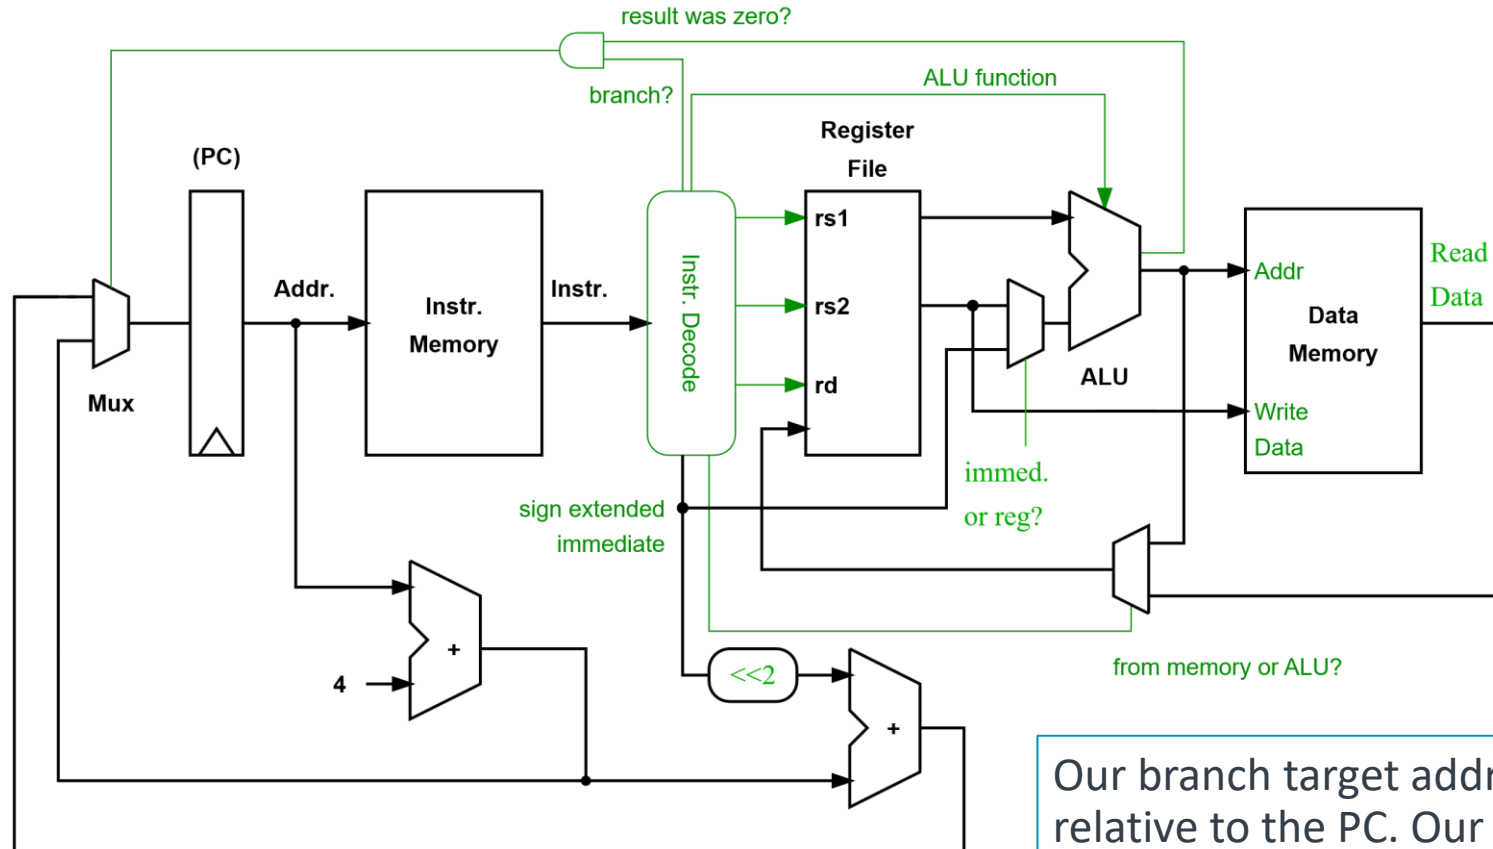 result was zero?
ALU function
branch?
Register
File
(PC)
rs1
Addr.
Instr.
Memory
Instr.
Instr. Decode
rs2
rd
Mux
ALU
Addr
Read
Data
Data
Memory
Write
Data
immed.
or reg?
sign extended
immediate
+
4
<<2
+
from memory or ALU?
Our branch target
relative to the PC. Our